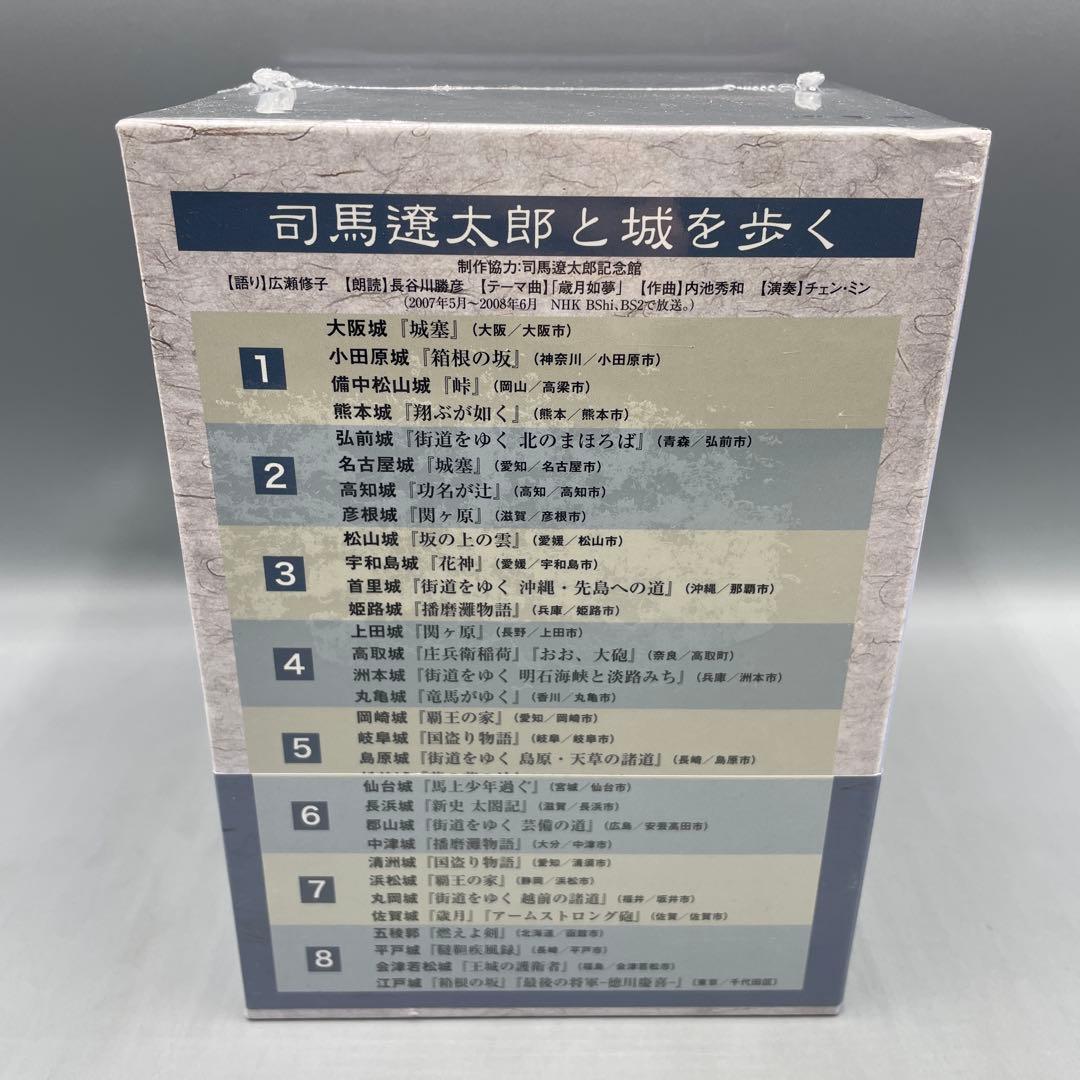 司馬遼太郎と城を歩く
制作協力:司馬遼太郎記念館
【語り】広瀬修子 【朗読】長谷川勝彦 【テーマ曲】「歳月如夢」 【作曲】内池秀和 【演奏】チェン・ミン
(2007年5月〜2008年6月 NHK BShi、BS2で放送。)
1
大阪城『城塞』(大阪/大阪市)
小田原城『箱根の坂』(神奈川/小田原市)
備中松山城『峠』(岡山/高梁市)
熊本城『翔ぶが如く』(熊本/熊本市)
2
弘前城『街道をゆく 北のまほろば』(青森/弘前市)
名古屋城『城塞』(愛知/名古屋市)
高知城『功名が辻』(高知/高知市)
彦根城『関ヶ原』(滋賀/彦根市)
3
松山城『坂の上の雲』(愛媛/松山市)
宇和島城『花神』(愛媛/宇和島市)
首里城『街道をゆく 沖縄・先島への道』(沖縄/那覇市)
姫路城『播磨灘物語』(兵庫/姫路市)
4
上田城『関ヶ原』(長野/上田市)
高取城『庄兵衛稲荷』『おお、大砲』(奈良/高取町)
洲本城『街道をゆく 明石海峡と淡路みち』(兵庫/洲本市)
丸亀城『竜馬がゆく』(香川/丸亀市)
5
岡崎城『覇王の家』(愛知/岡崎市)
岐阜城『国盗り物語』(岐阜/岐阜市)
島原城『街道をゆく 島原・天草の諸道』(長崎/島原市)
6
仙台城『馬上少年過ぐ』(宮城/仙台市)
長浜城『新史 太閤記』(滋賀/長浜市)
郡山城『街道をゆく 芸備の道』(広島/安芸高田市)
中津城『播磨灘物語』(大分/中津市)
7
清洲城『国盗り物語』(愛知/清須市)
浜松城『覇王の家』(静岡/浜松市)
丸岡城『街道をゆく 越前の諸道』(福井/坂井市)
佐賀城『歳月』『アームストロング砲』(佐賀/佐賀市)
8
五稜郭『燃えよ剣』(北海道/函館市)
平戸城『韃靼疾風録』(長崎/平戸市)
会津若松城『王城の護衛者』(福島/会津若松市)
江戸城『箱根の坂』『最後の将軍-徳川慶喜-』(東京/千代田区)